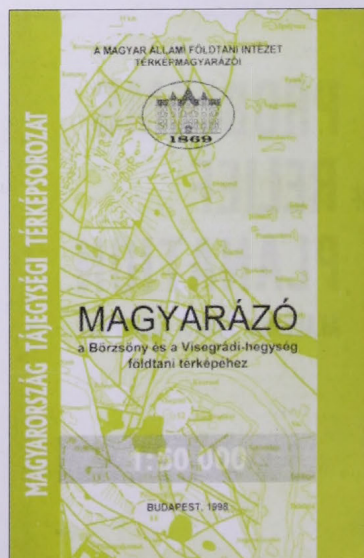 A MAGYAR ÁLLAMI FÖLDTANI INTÉZET
TÉRKÉPMAGYARÁZÓI
1869
MAGYARORSZÁG TÁJEGYSÉGI TÉRKÉPSOROZAT
MAGYARÁZÓ
a Börzsöny és a Visegrádi-hegység
földtani térképéhez
1:50 000
BUDAPEST, 1998